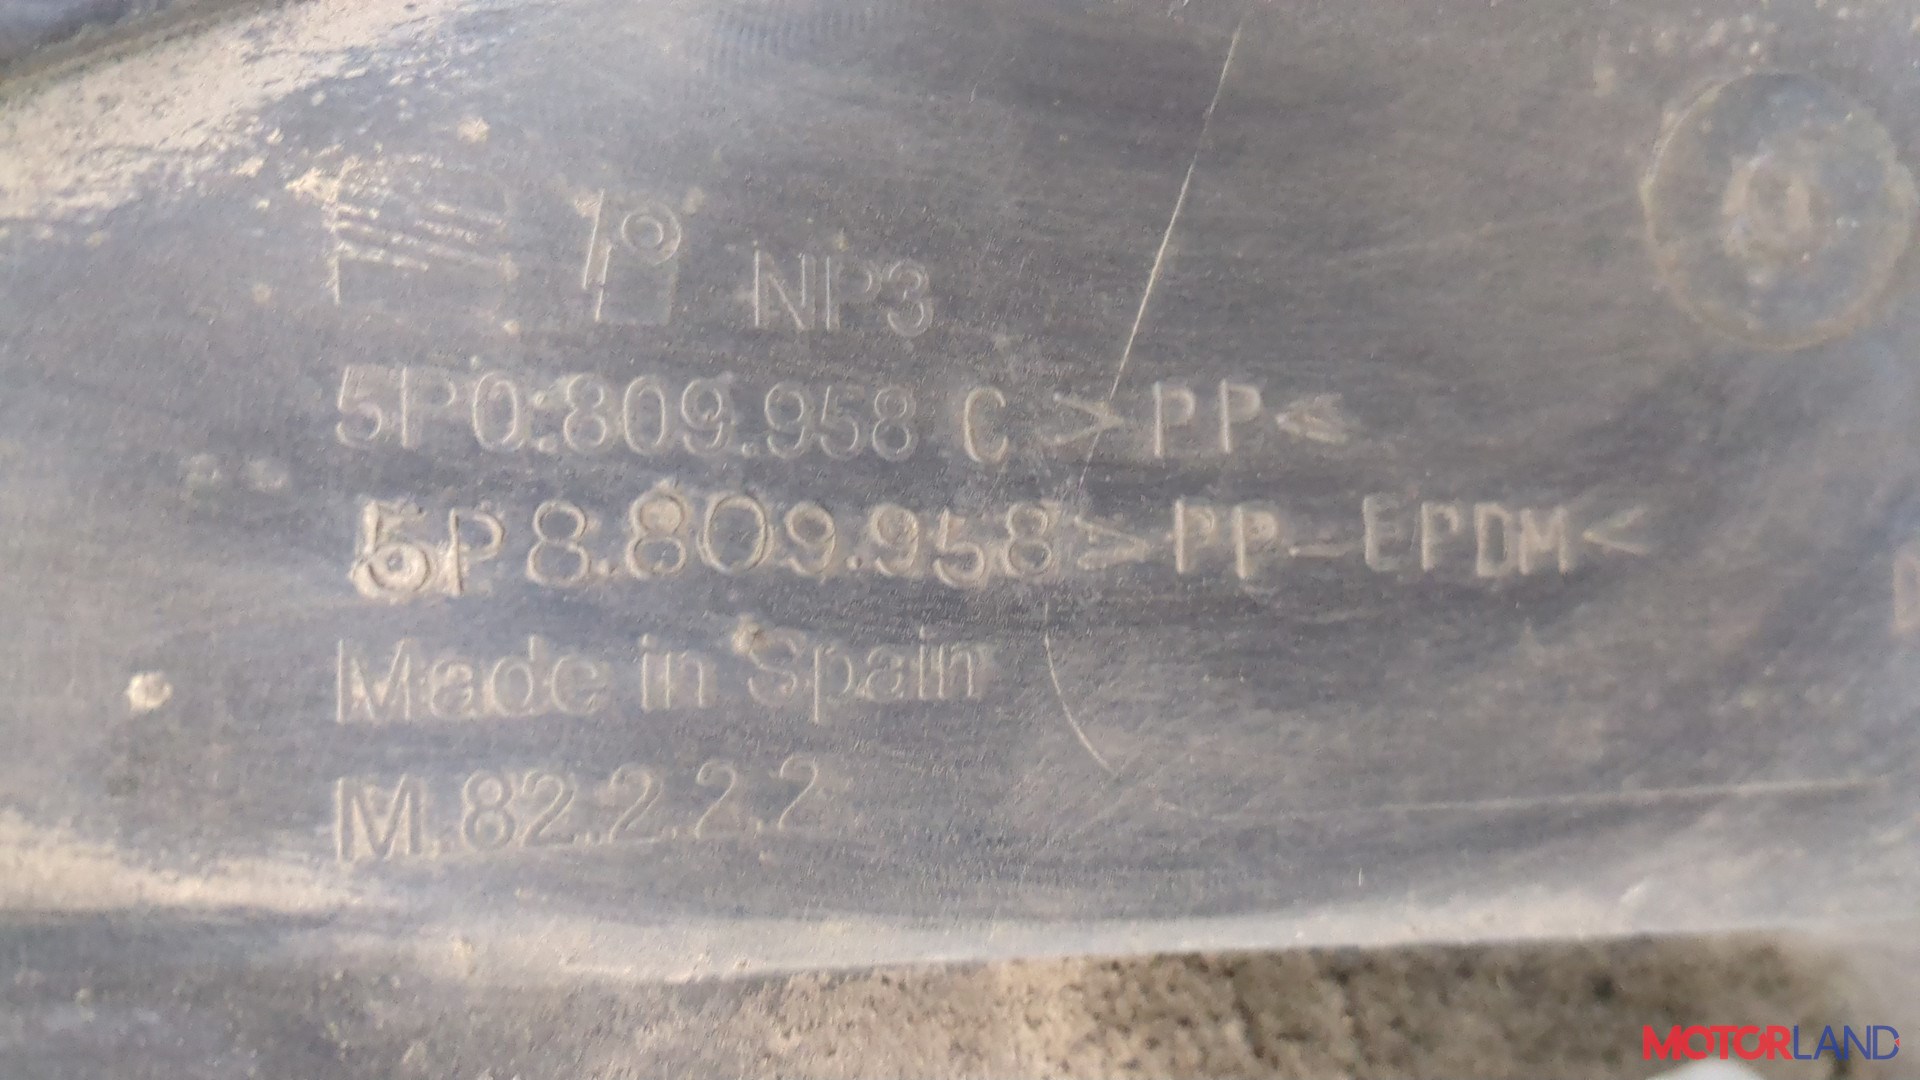 NP3
5P0.809.958 C >PP<
5P8.809.958 >PP-EPDM<
Made in Spain
M.82.2.2.2
MOTORLAND